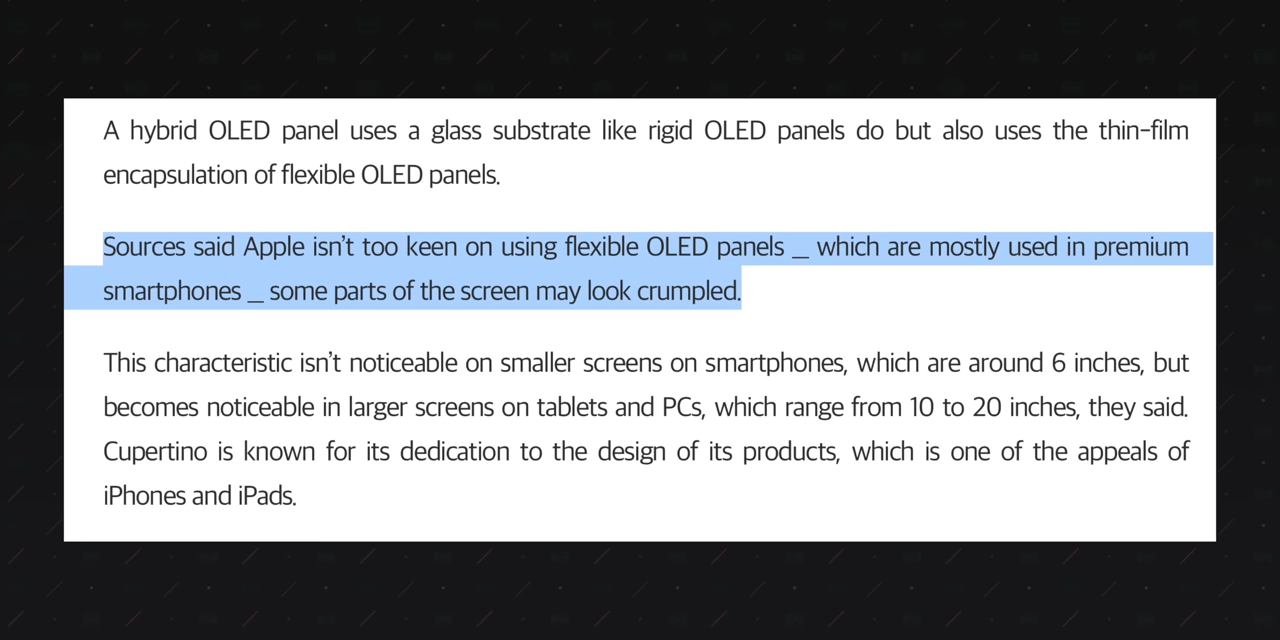 A hybrid OLED panel uses a glass substrate like rigid OLED panels do but also uses the thin-film
encapsulation of flexible OLED panels.
Sources said Apple isn’t too keen on using flexible OLED panels _ which are mostly used in premium
smartphones _ some parts of the screen may look crumpled.
This characteristic isn’t noticeable on smaller screens on smartphones, which are around 6 inches, but
becomes noticeable in larger screens on tablets and PCs, which range from 10 to 20 inches, they said.
Cupertino is known for its dedication to the design of its products, which is one of the appeals of
iPhones and iPads.